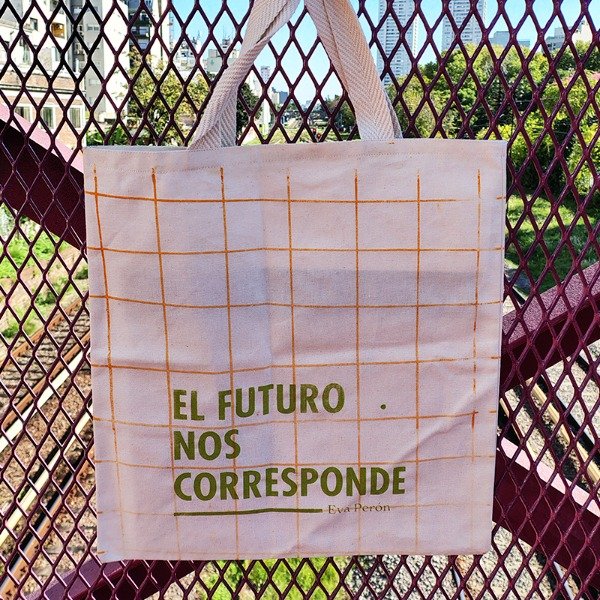 EL FUTURO
NOS
CORRESPONDE
Eva Perón